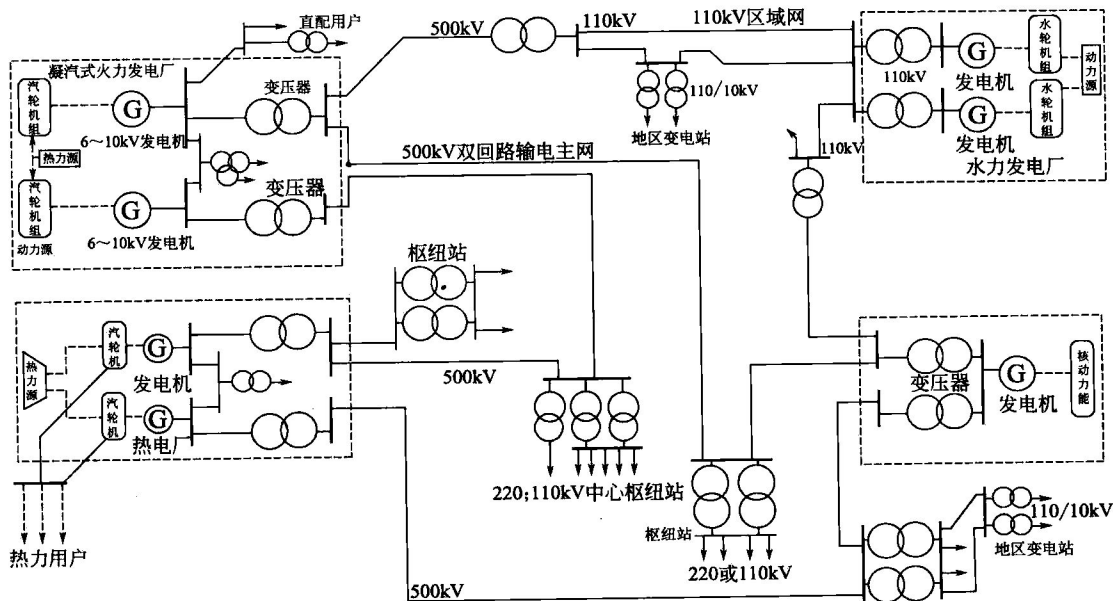 直配用户
500kV
110kV
110kV区域网
凝汽式火力发电厂
汽轮机组
G
6～10kV发电机
变压器
热力源
汽轮机组
动力源
G
6～10kV发电机
变压器
110/10kV
地区变电站
500kV双回路输电主网
110kV
110kV
G
发电机
水轮机组
动力源
G
发电机
水轮机组
水力发电厂
枢纽站
热力源
汽轮机
G
发电机
汽轮机
G
热电厂
热力用户
500kV
220;110kV中心枢纽站
变压器
G
发电机
核动力能
枢纽站
220或110kV
110/10kV
地区变电站
500kV